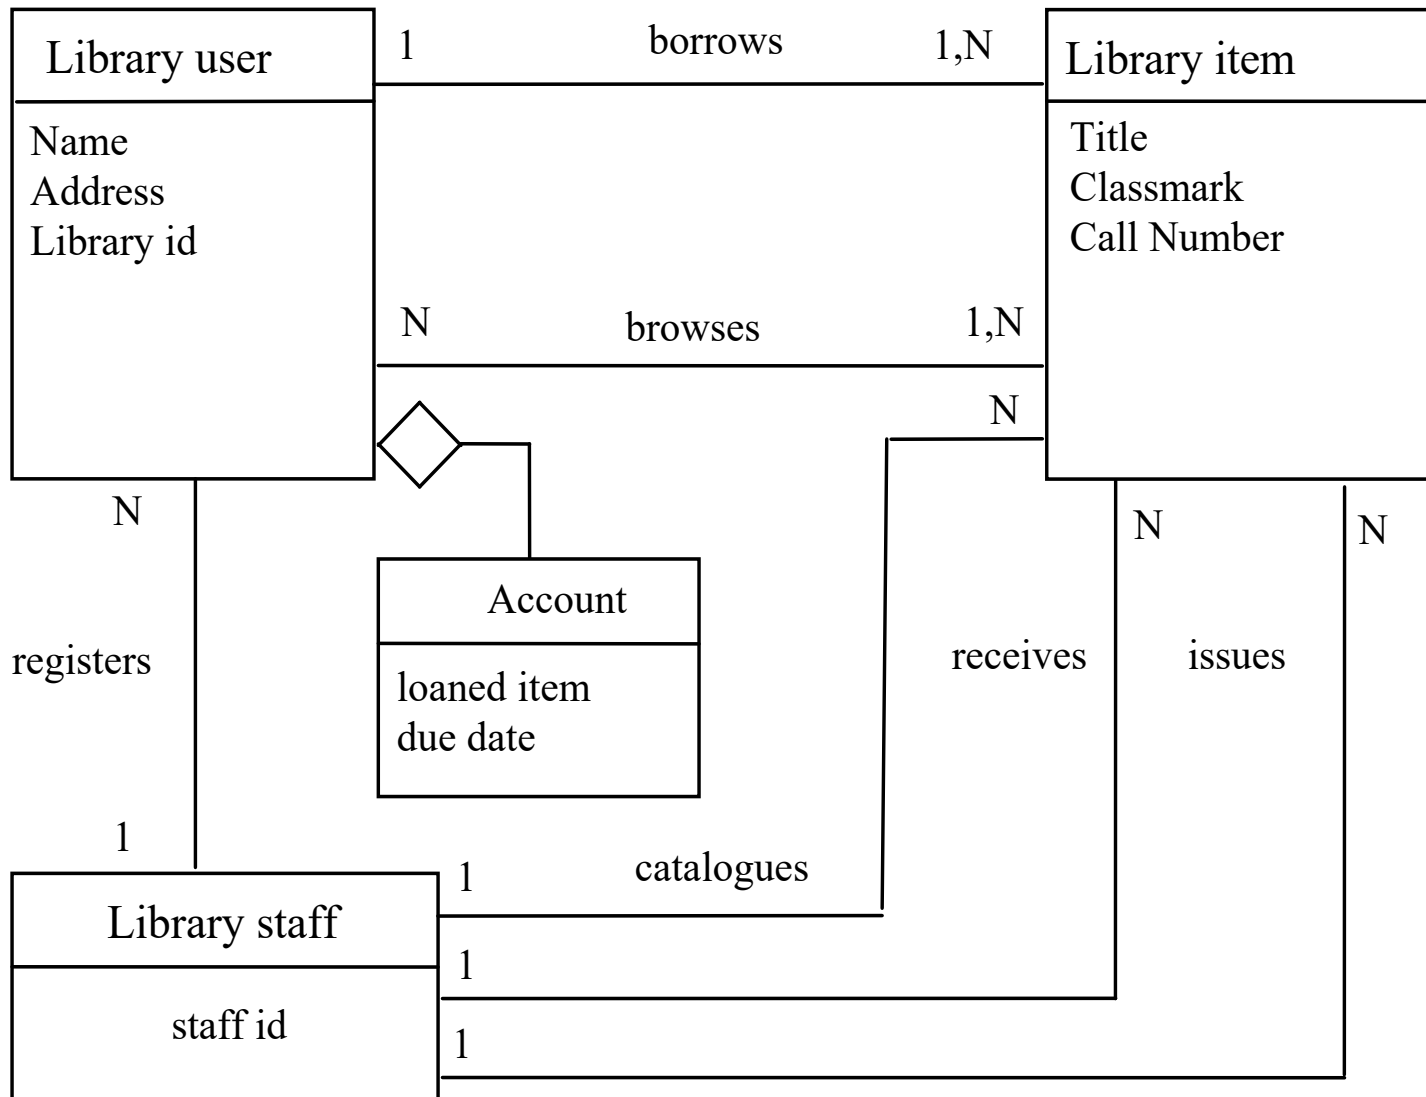 Library user
1
borrows
1,N
Library item
Name
Address
Library id
Title
Classmark
Call Number
N
browses
1,N
N
N
N
N
Account
registers
receives
issues
loaned item
due date
1
1
catalogues
Library staff
1
staff id
1